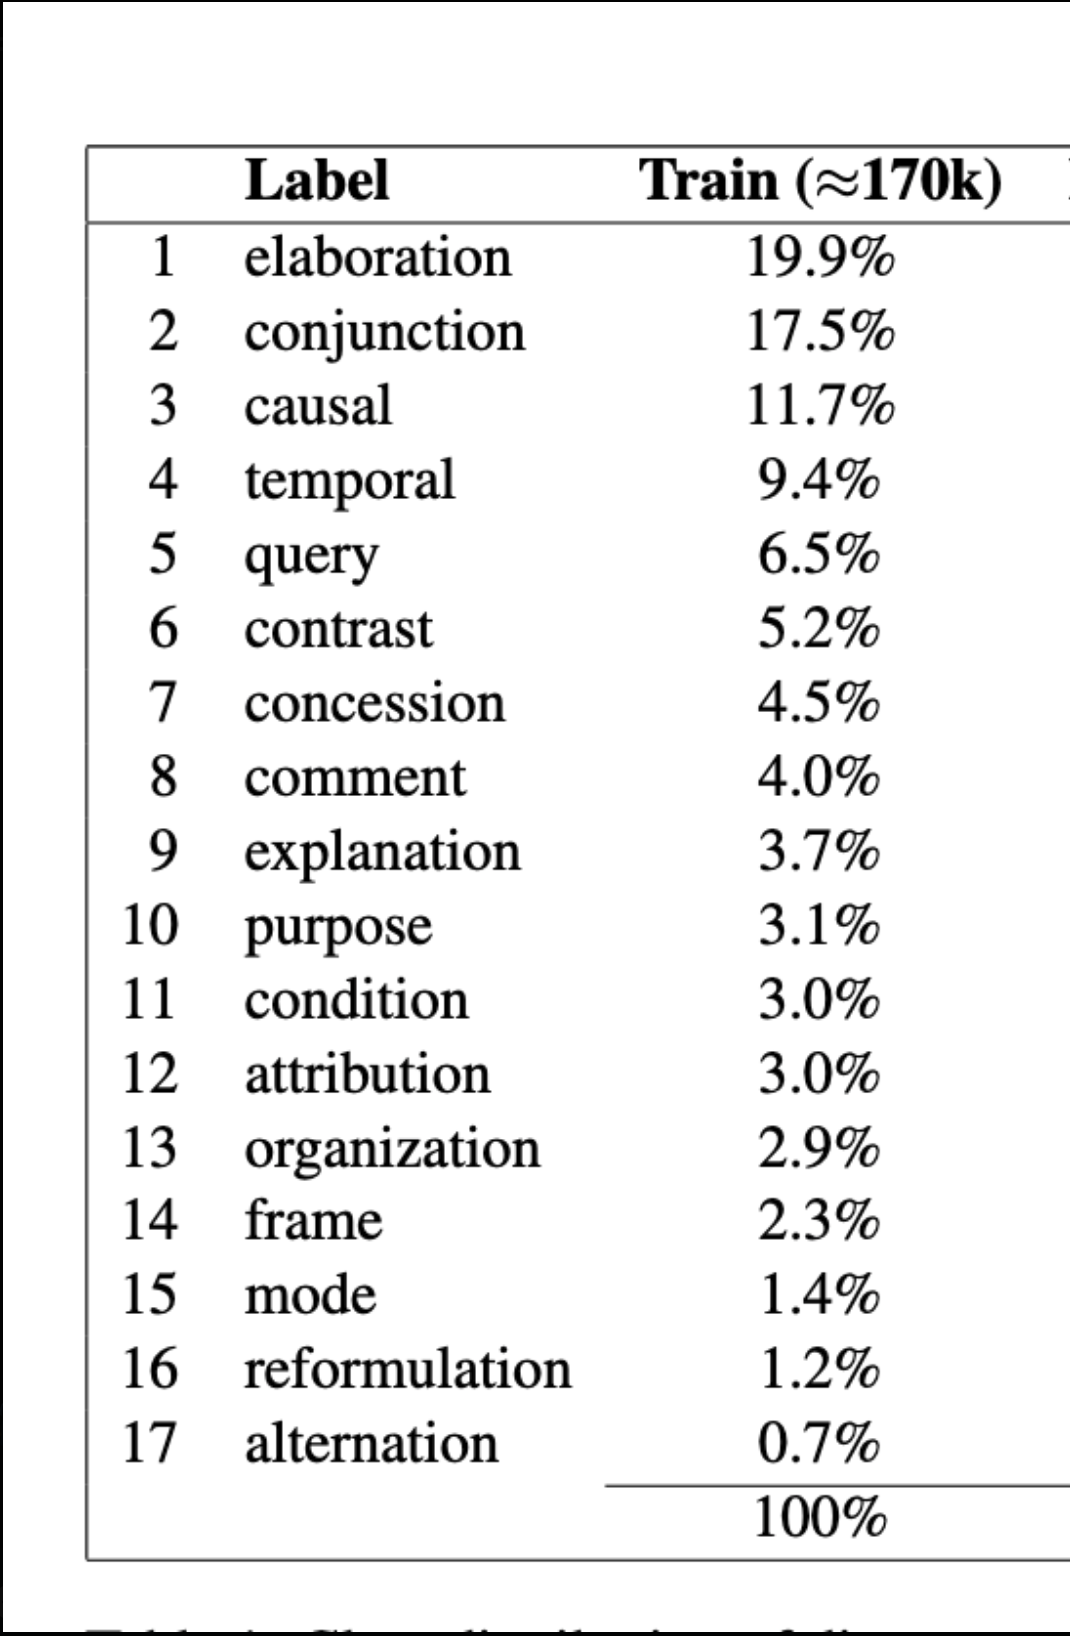 Label Train (≈170k)
1 elaboration 19.9%
2 conjunction 17.5%
3 causal 11.7%
4 temporal 9.4%
5 query 6.5%
6 contrast 5.2%
7 concession 4.5%
8 comment 4.0%
9 explanation 3.7%
10 purpose 3.1%
11 condition 3.0%
12 attribution 3.0%
13 organization 2.9%
14 frame 2.3%
15 mode 1.4%
16 reformulation 1.2%
17 alternation 0.7%
100%